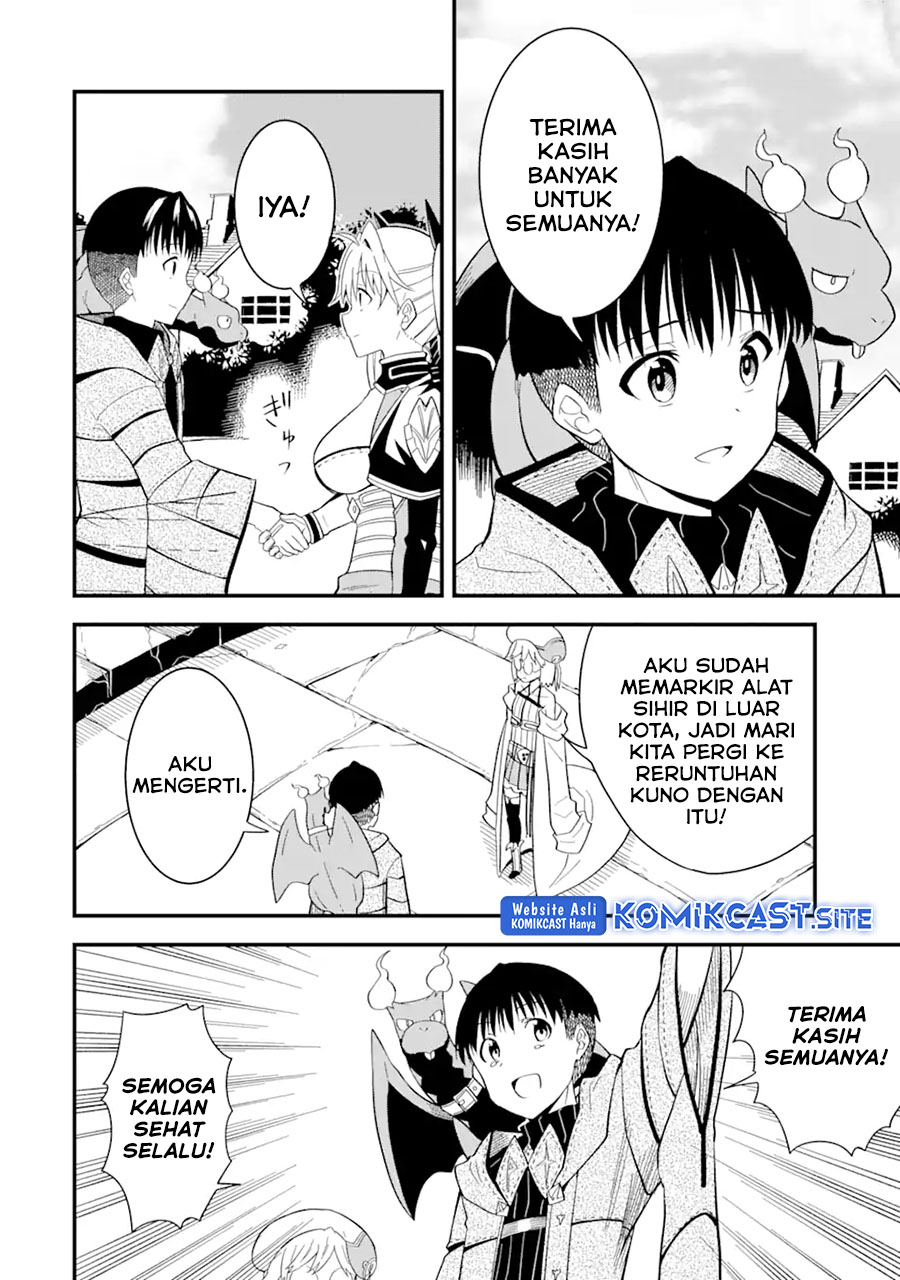 TERIMA
KASIH
BANYAK
UNTUK
SEMUANYA!
IYA!
ぎゅっ
AKU SUDAH
MEMARKIR ALAT
SIHIR DI LUAR
KOTA, JADI MARI
KITA PERGI KE
RERUNTUHAN
KUNO DENGAN
ITU!
AKU
MENGERTI.
Website Asli
KOMIKCAST Hanya
KOMIKCAST.SITE
TERIMA
KASIH
SEMUANYA!
SEMOGA
KALIAN
SEHAT
SELALU!